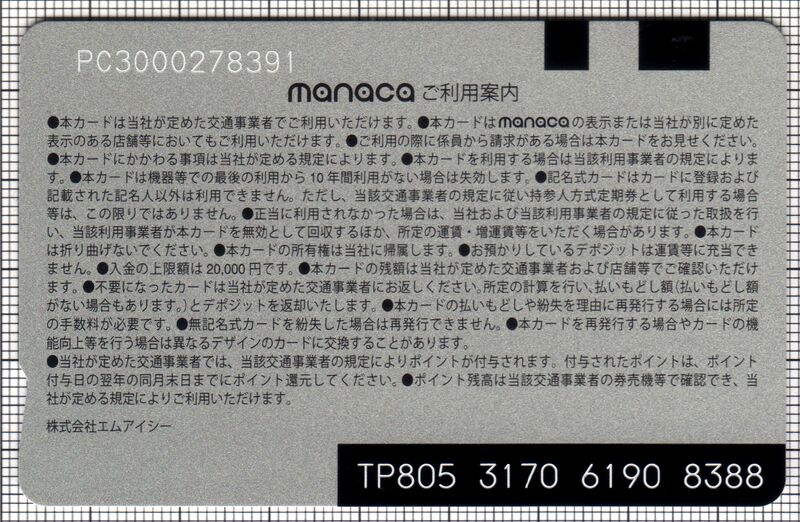 PC3000278391
manaca ご利用案内
●本カードは当社が定めた交通事業者でご利用いただけます。●本カードはmanacaの表示または当社が別に定めた
表示のある店舗等においてもご利用いただけます。●ご利用の際に係員から請求がある場合は本カードをお見せください。
●本カードにかかわる事項は当社が定める規定によります。●本カードを利用する場合は当該利用事業者の規定によりま
す。●本カードは機器等での最後の利用から10年間利用がない場合は失効します。●記名式カードはカードに登録および
記載された記名人以外は利用できません。ただし、当該交通事業者の規定に従い持参人方式定期券として利用する場合
等は、この限りではありません。●正当に利用されなかった場合は、当社および当該利用事業者の規定に従った取扱を行
い、当該利用事業者が本カードを無効として回収するほか、所定の運賃・増運賃等をいただく場合があります。●本カード
は折り曲げないでください。●本カードの所有権は当社に帰属します。●お預かりしているデポジットは運賃等に充当でき
ません。●入金の上限額は20,000円です。●本カードの残額は当社が定めた交通事業者および店舗等でご確認いただけ
ます。●不要になったカードは当社が定めた交通事業者にお返しください。所定の計算を行い、払いもどし額(払いもどし額
がない場合もあります。)とデポジットを返却いたします。●本カードの払いもどしや紛失を理由に再発行する場合には所定
の手数料が必要です。●無記名式カードを紛失した場合は再発行できません。●本カードを再発行する場合やカードの機
能向上等を行う場合は異なるデザインのカードに交換することがあります。
●当社が定めた交通事業者では、当該交通事業者の規定によりポイントが付与されます。付与されたポイントは、ポイント
付与日の翌年の同月末日までにポイント還元してください。●ポイント残高は当該交通事業者の券売機等で確認でき、当
社が定める規定によりご利用いただけます。
株式会社エムアイシー
TP805 3170 6190 8388